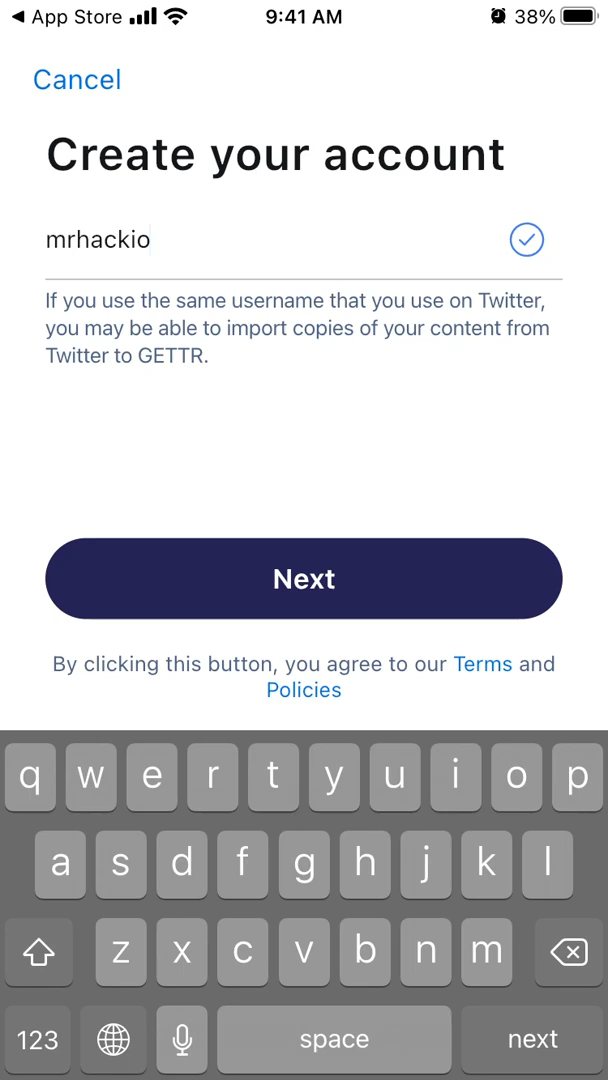 App Store 9:41 AM 38%
Cancel
Create your account
mrhackio
If you use the same username that you use on Twitter,
you may be able to import copies of your content from
Twitter to GETTR.
Next
By clicking this button, you agree to our Terms and
Policies
q w e r t y u i o p
a s d f g h j k l
z x c v b n m
123 space next